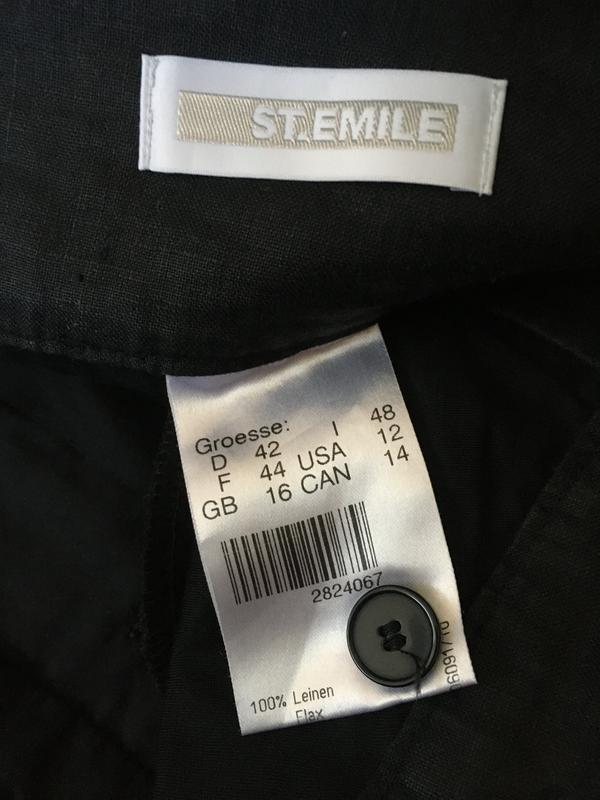 ST.EMILE
Groesse: I 48
D 42 USA 12
F 44 CAN 14
GB 16
2824067
100% Leinen
Flax